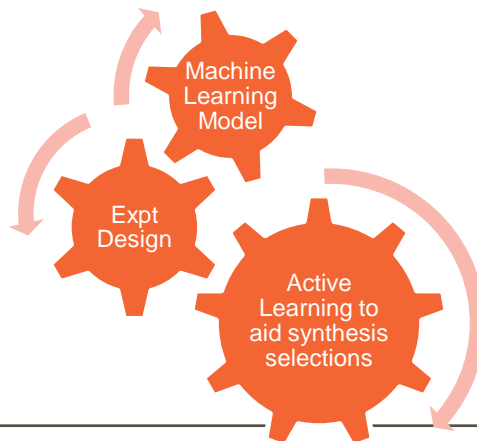 Machine
Learning
Model
Expt
Design
Active
Learning to
aid synthesis
selections